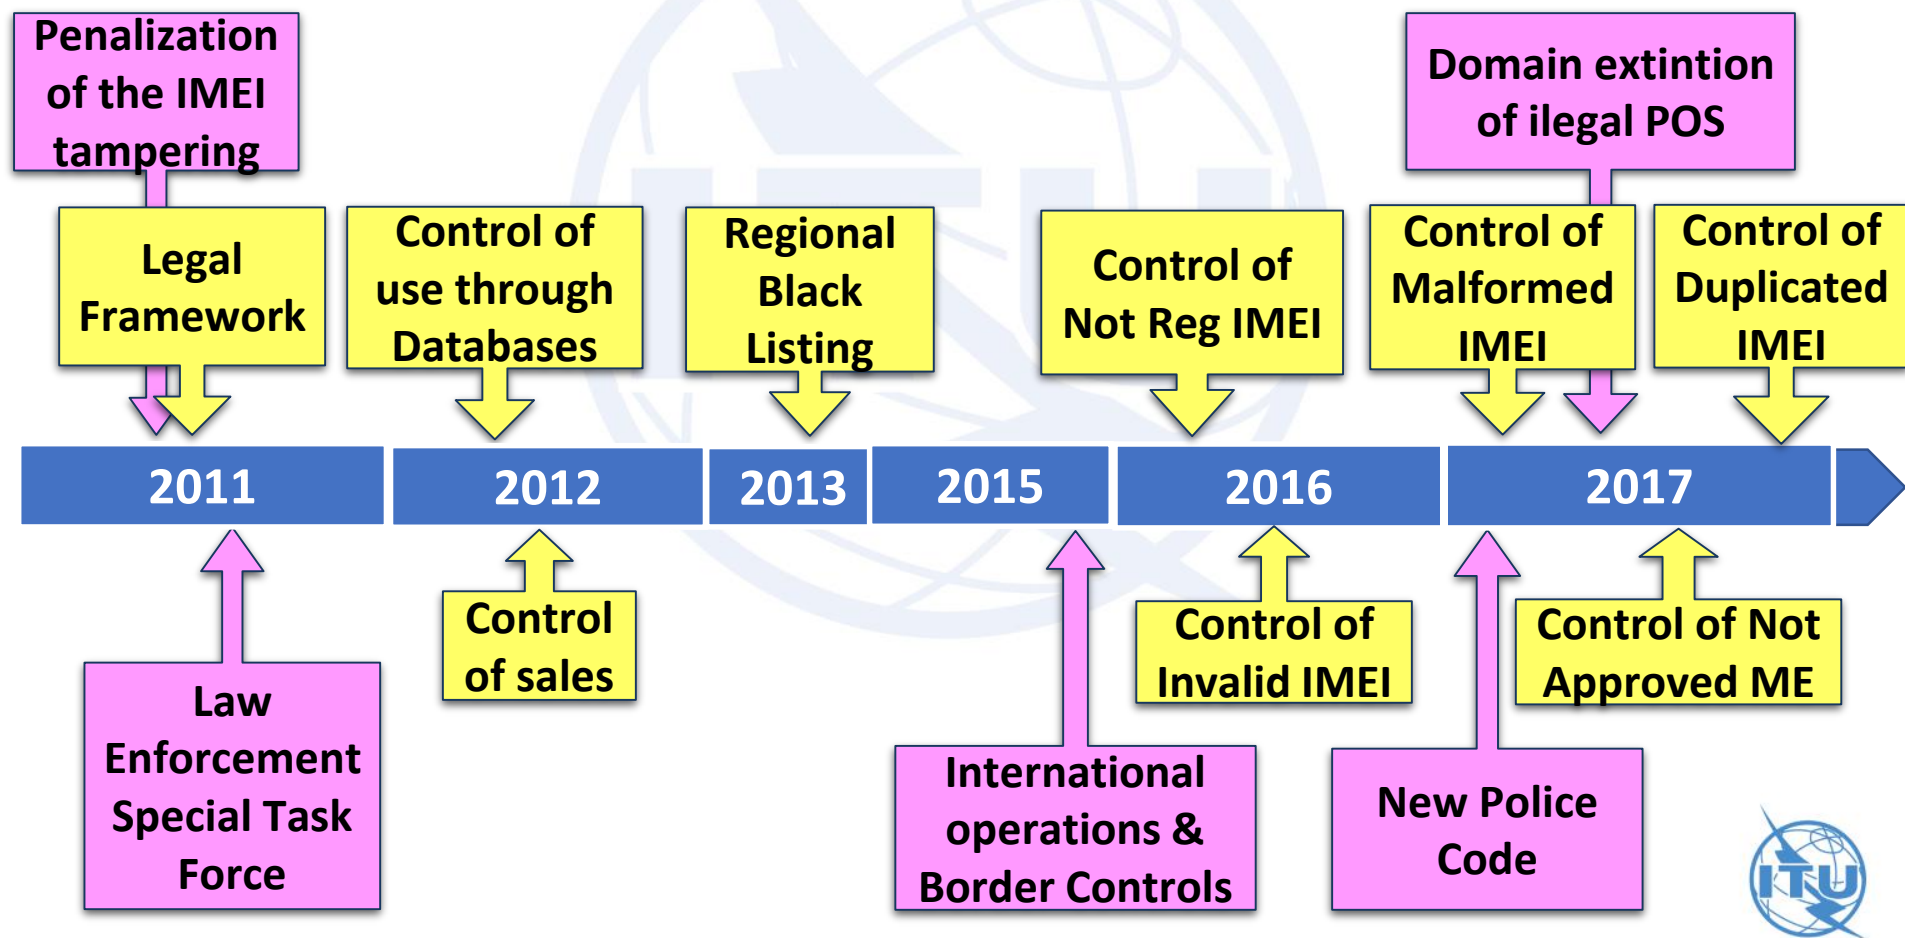 Penalization
of the IMEI
tampering
Domain extintion
of ilegal POS
Legal
Framework
Control of
use through
Databases
Regional
Black
Listing
Control of
Not Reg IMEI
Control of
Malformed
IMEI
Control of
Duplicated
IMEI
2011
2012
2013
2015
2016
2017
Law
Enforcement
Special Task
Force
Control
of sales
International
operations &
Border Controls
Control of
Invalid IMEI
New Police
Code
Control of Not
Approved ME
ITU
ITU